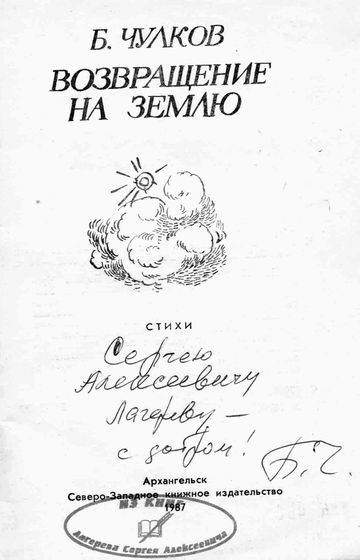 Б. ЧУЛКОВ
ВОЗВРАЩЕНИЕ
НА ЗЕМЛЮ
СТИХИ
Сергею
Алексеевичу
Лагереву —
с добром!
Б. Ч.
Архангельск
Северо-Западное книжное издательство
1987
ИЗ КНИГ
Лагерева Сергея Алексеевича